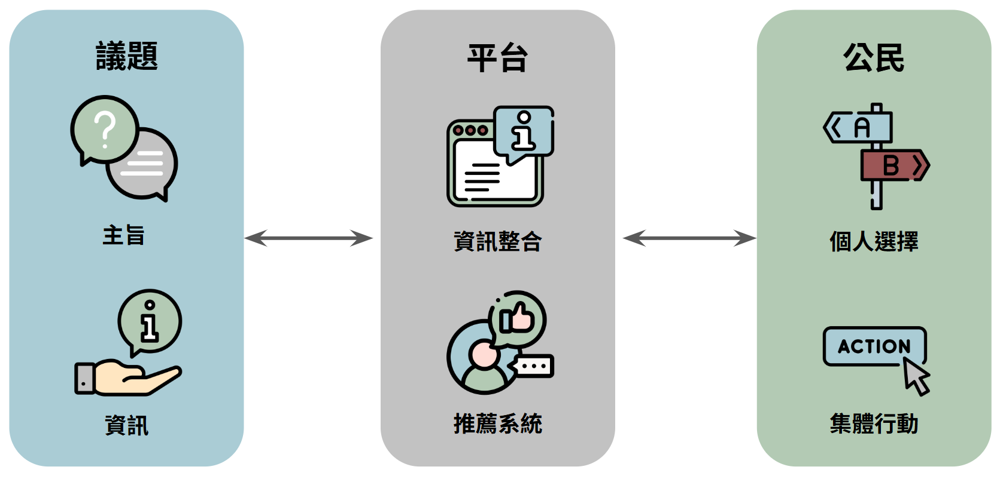 議題
主旨
資訊
平台
資訊整合
推薦系統
公民
A
B
個人選擇
ACTION
集體行動